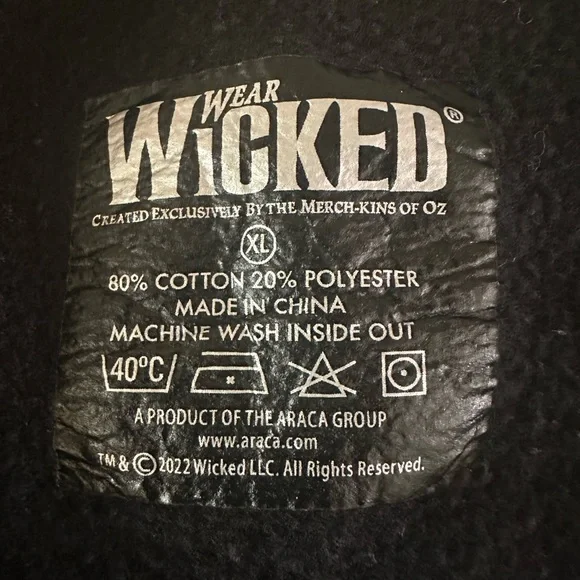 WEAR
WiCKED®
CREATED EXCLUSIVELY BY THE MERCH-KINS OF OZ
XL
80% COTTON 20% POLYESTER
MADE IN CHINA
MACHINE WASH INSIDE OUT
40ºC
A PRODUCT OF THE ARACA GROUP
www.araca.com
™ & © 2022 Wicked LLC. All Rights Reserved.